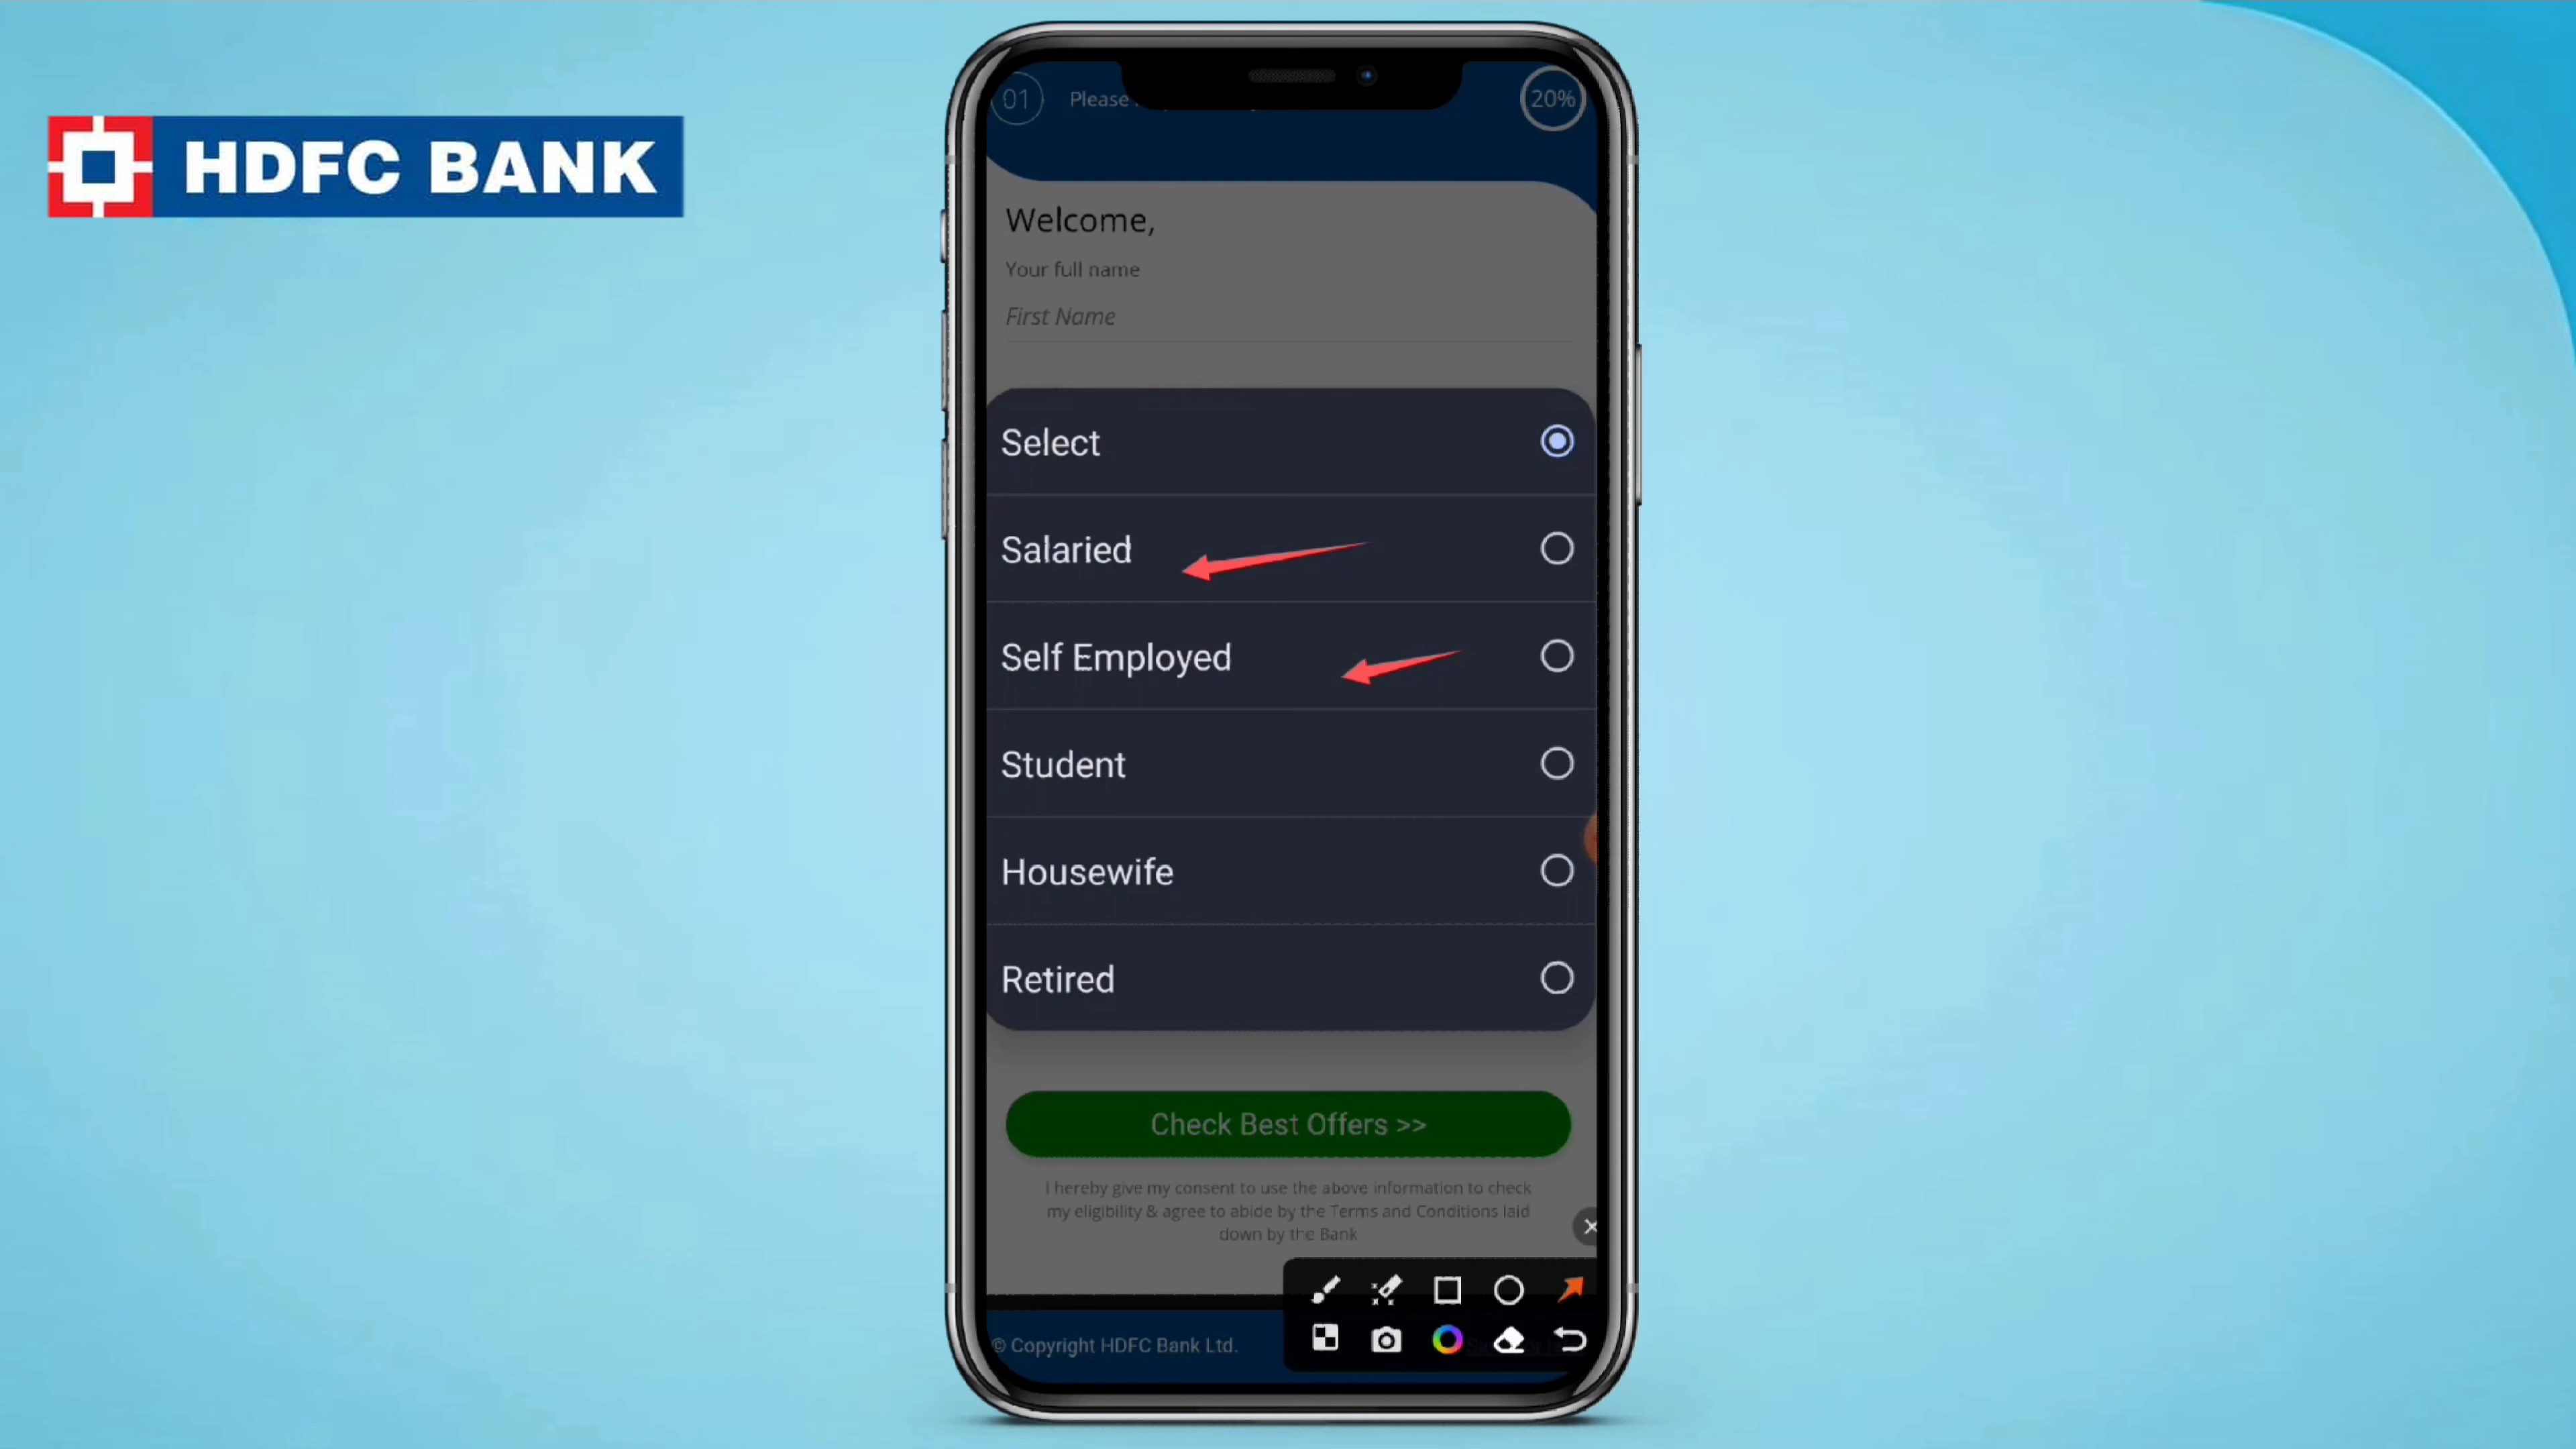 HDFC BANK
01
Please
20%
Welcome,
Your full name
First Name
Select
Salaried
Self Employed
Student
Housewife
Retired
Check Best Offers >>
I hereby give my consent to use the above information to check
my eligibility & agree to abide by the Terms and Conditions laid
down by the Bank
© Copyright HDFC Bank Ltd.